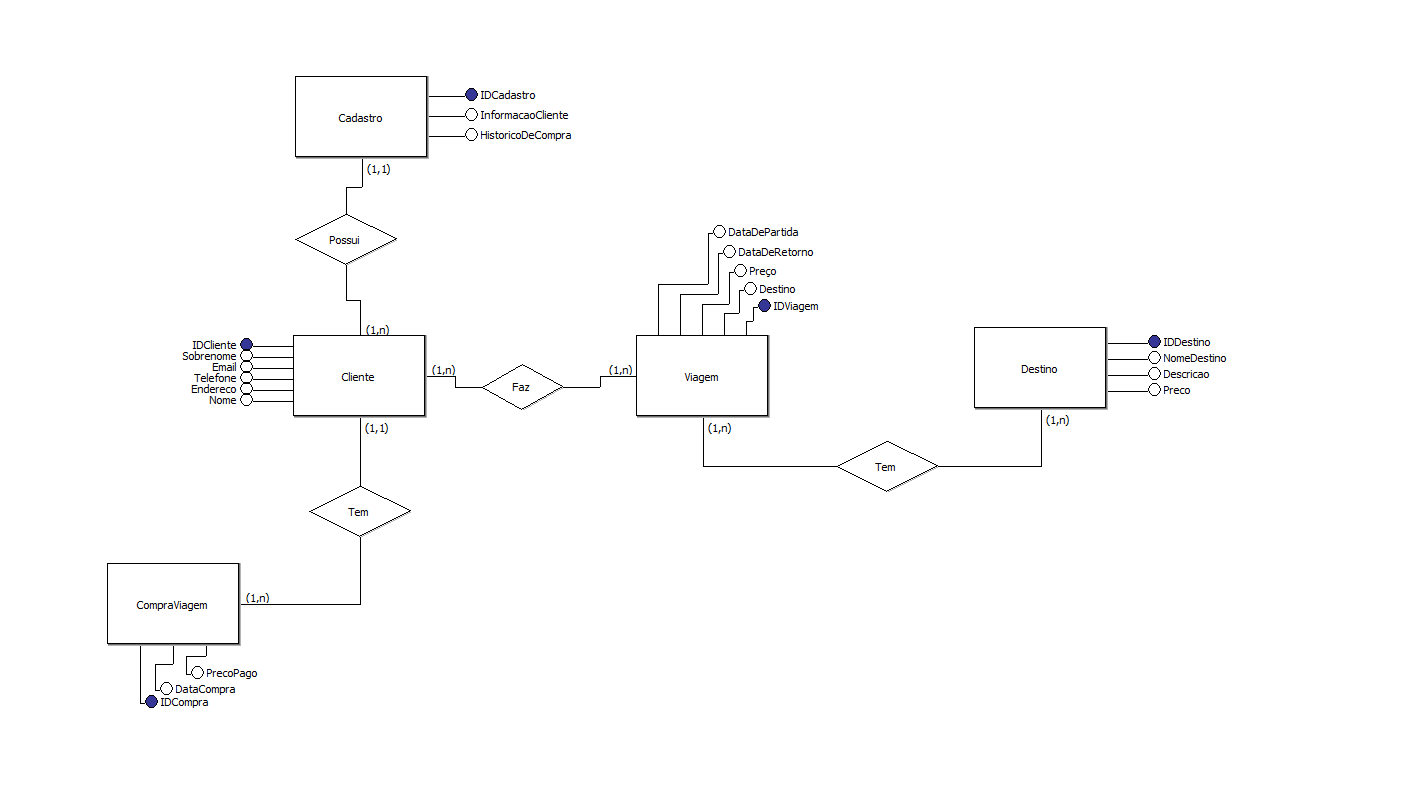 Cadastro
IDCadastro
InformacaoCliente
HistoricoDeCompra
(1,1)
Possui
(1,n)
IDCliente
Sobrenome
Email
Telefone
Endereco
Nome
Cliente
(1,n)
Faz
(1,n)
DataDePartida
DataDeRetorno
Preço
Destino
IDViagem
Viagem
(1,n)
Tem
(1,n)
Destino
IDDestino
NomeDestino
Descricao
Preco
(1,1)
Tem
(1,n)
CompraViagem
PrecoPago
DataCompra
IDCompra